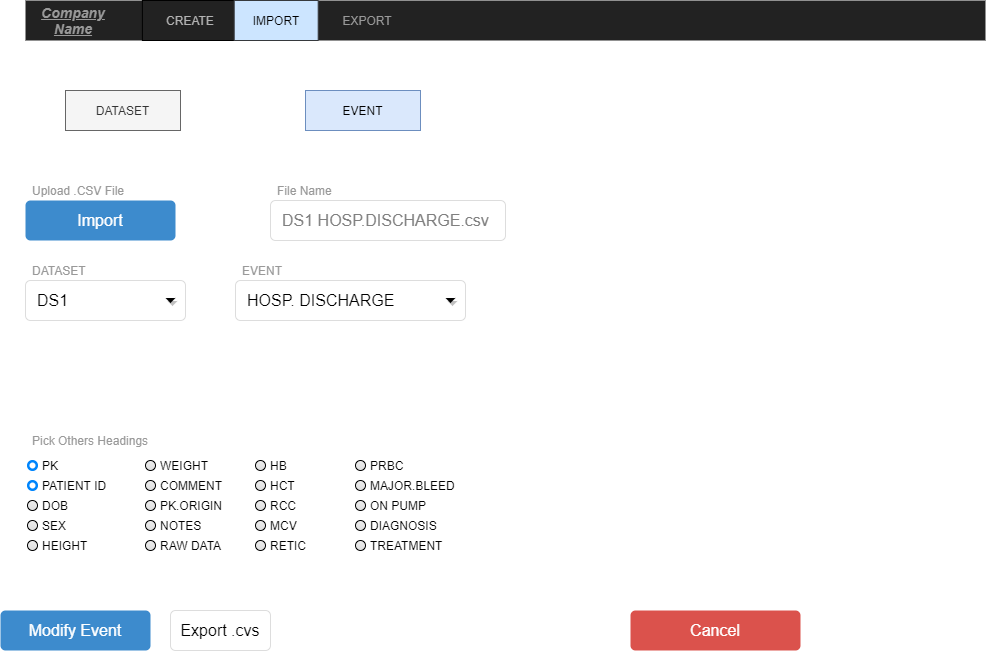 Company
Name
CREATE
IMPORT
EXPORT
DATASET
EVENT
Upload .CSV File
File Name
Import
DS1 HOSP.DISCHARGE.csv
DATASET
EVENT
DS1
HOSP. DISCHARGE
Pick Others Headings
PK
WEIGHT
HB
PRBC
PATIENT ID
COMMENT
HCT
MAJOR.BLEED
DOB
PK.ORIGIN
RCC
ON PUMP
SEX
NOTES
MCV
DIAGNOSIS
HEIGHT
RAW DATA
RETIC
TREATMENT
Modify Event
Export .cvs
Cancel